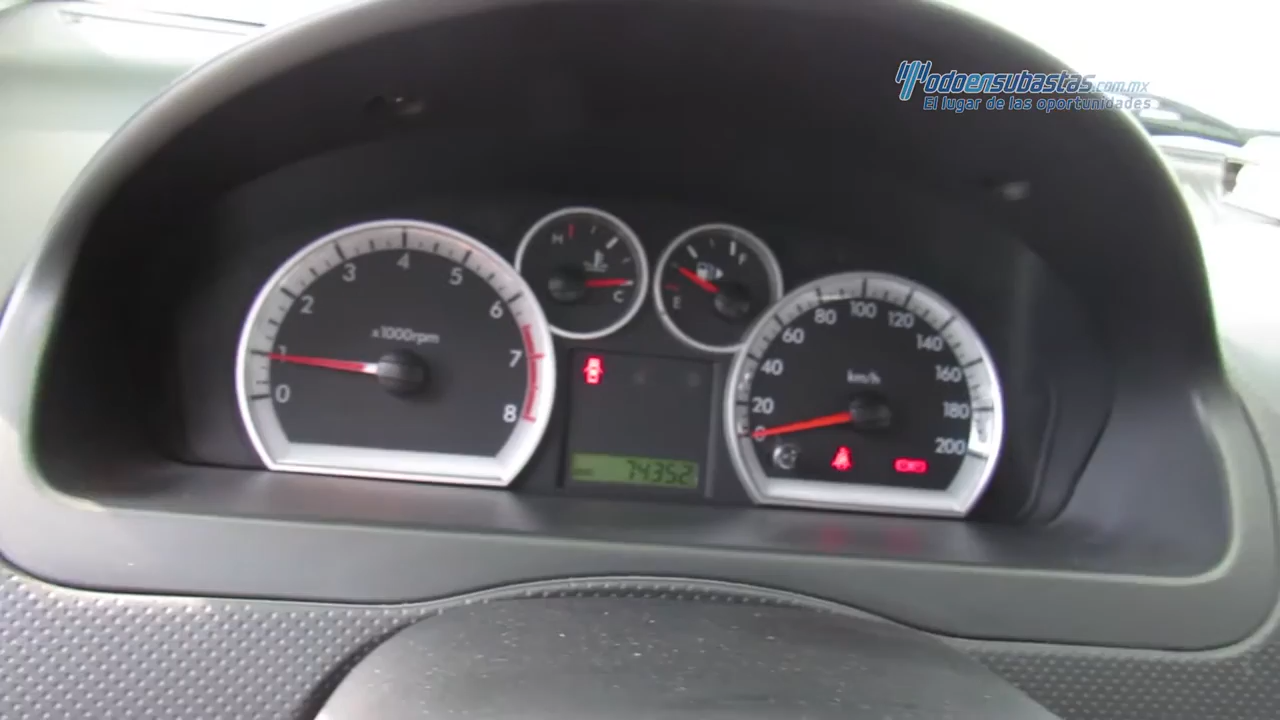 Todoensubastas.com.mx
El lugar de las oportunidades
0
1
2
3
4
5
6
7
8
x1000rpm
H
C
F
E
74352
0
20
40
60
80
100
120
140
160
180
200
km/h